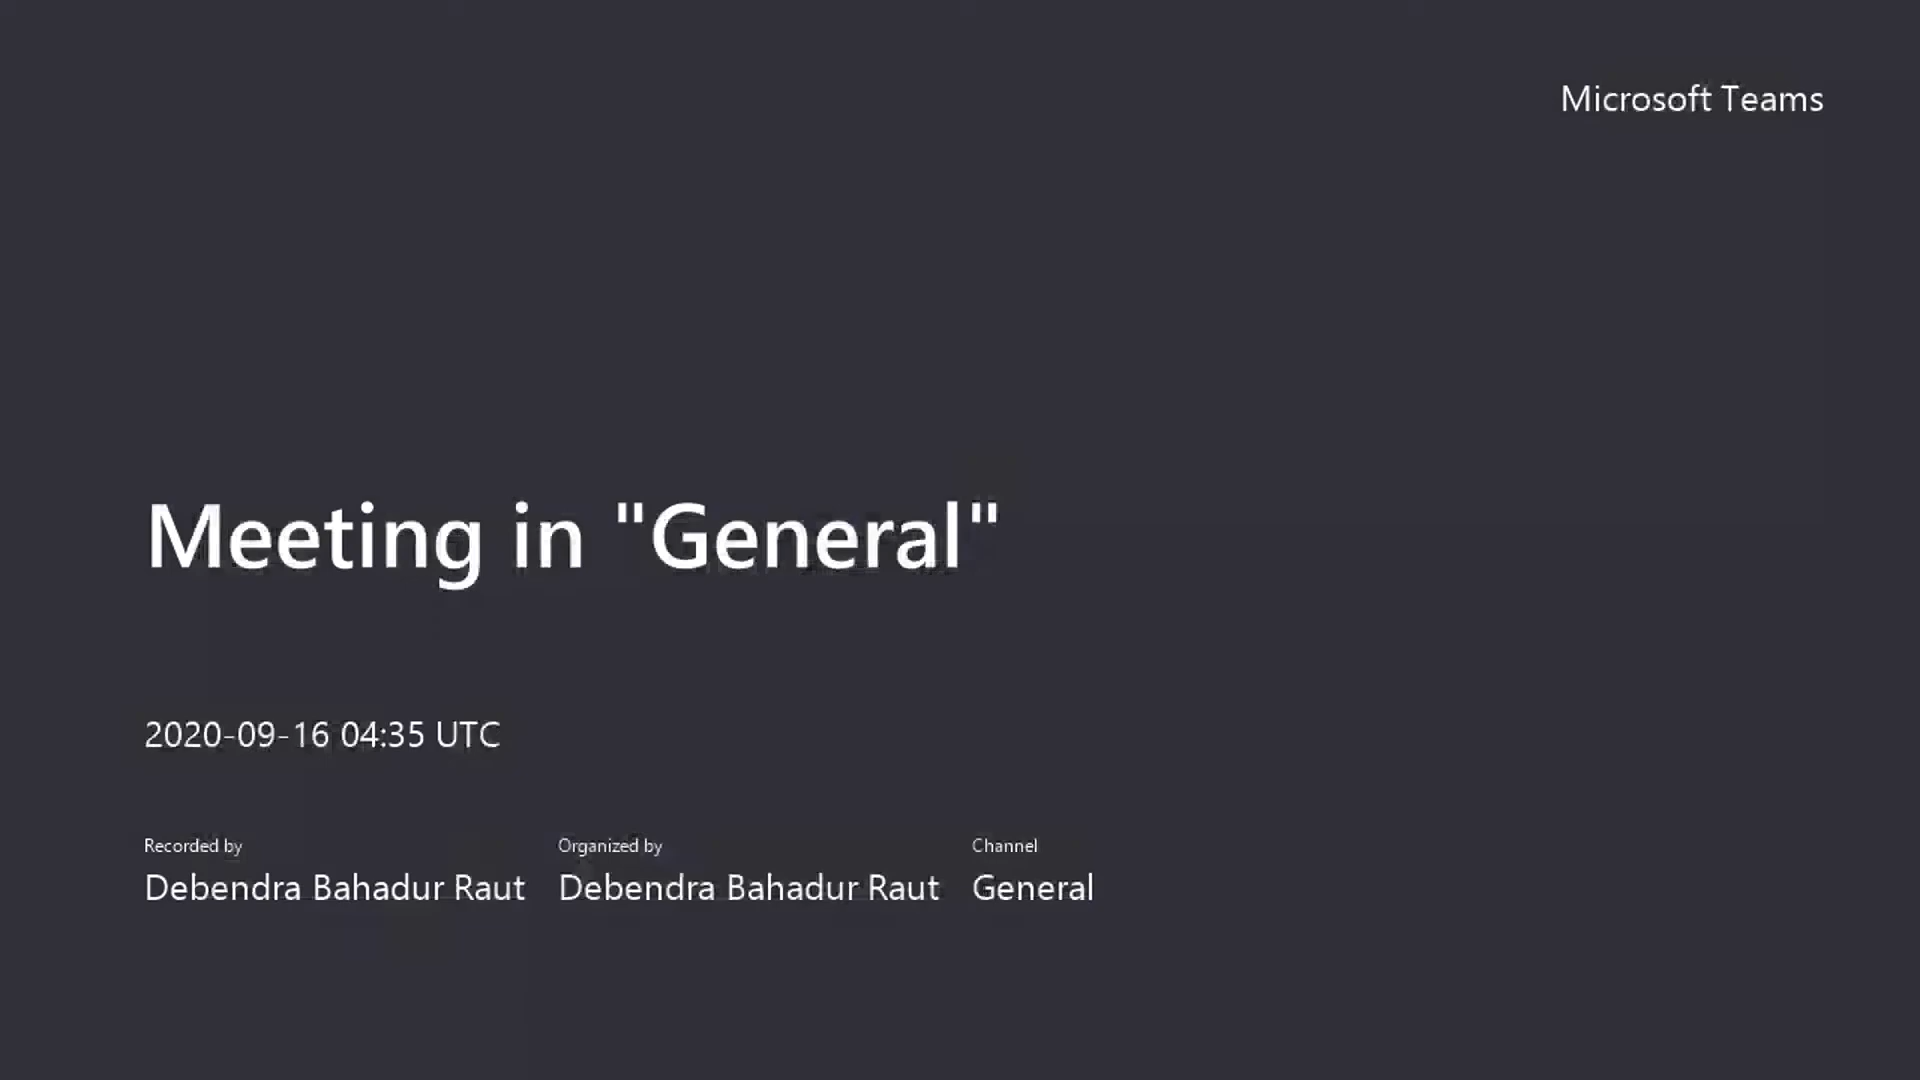 Microsoft Teams
Meeting in "General"
2020-09-16 04:35 UTC
Recorded by
Debendra Bahadur Raut
Organized by
Debendra Bahadur Raut
Channel
General